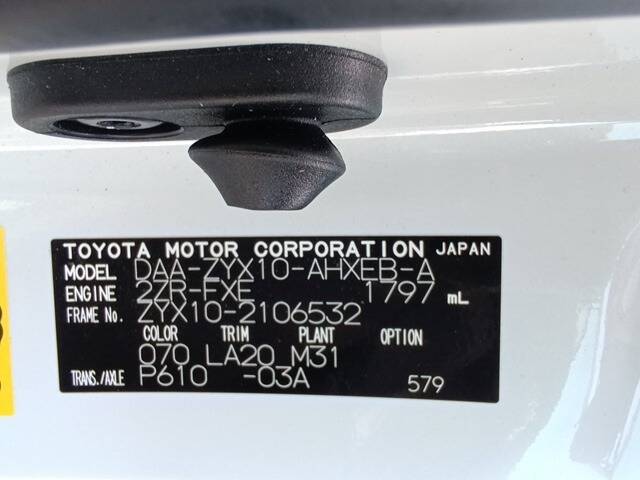 TOYOTA MOTOR CORPORATION JAPAN
MODEL DAA-ZYX10-AHXEB-A
ENGINE 2ZR-FXE 1797 mL
FRAME No. ZYX10-2106532
COLOR TRIM PLANT OPTION
070 LA20 M31
TRANS./AXLE P610 -03A 579